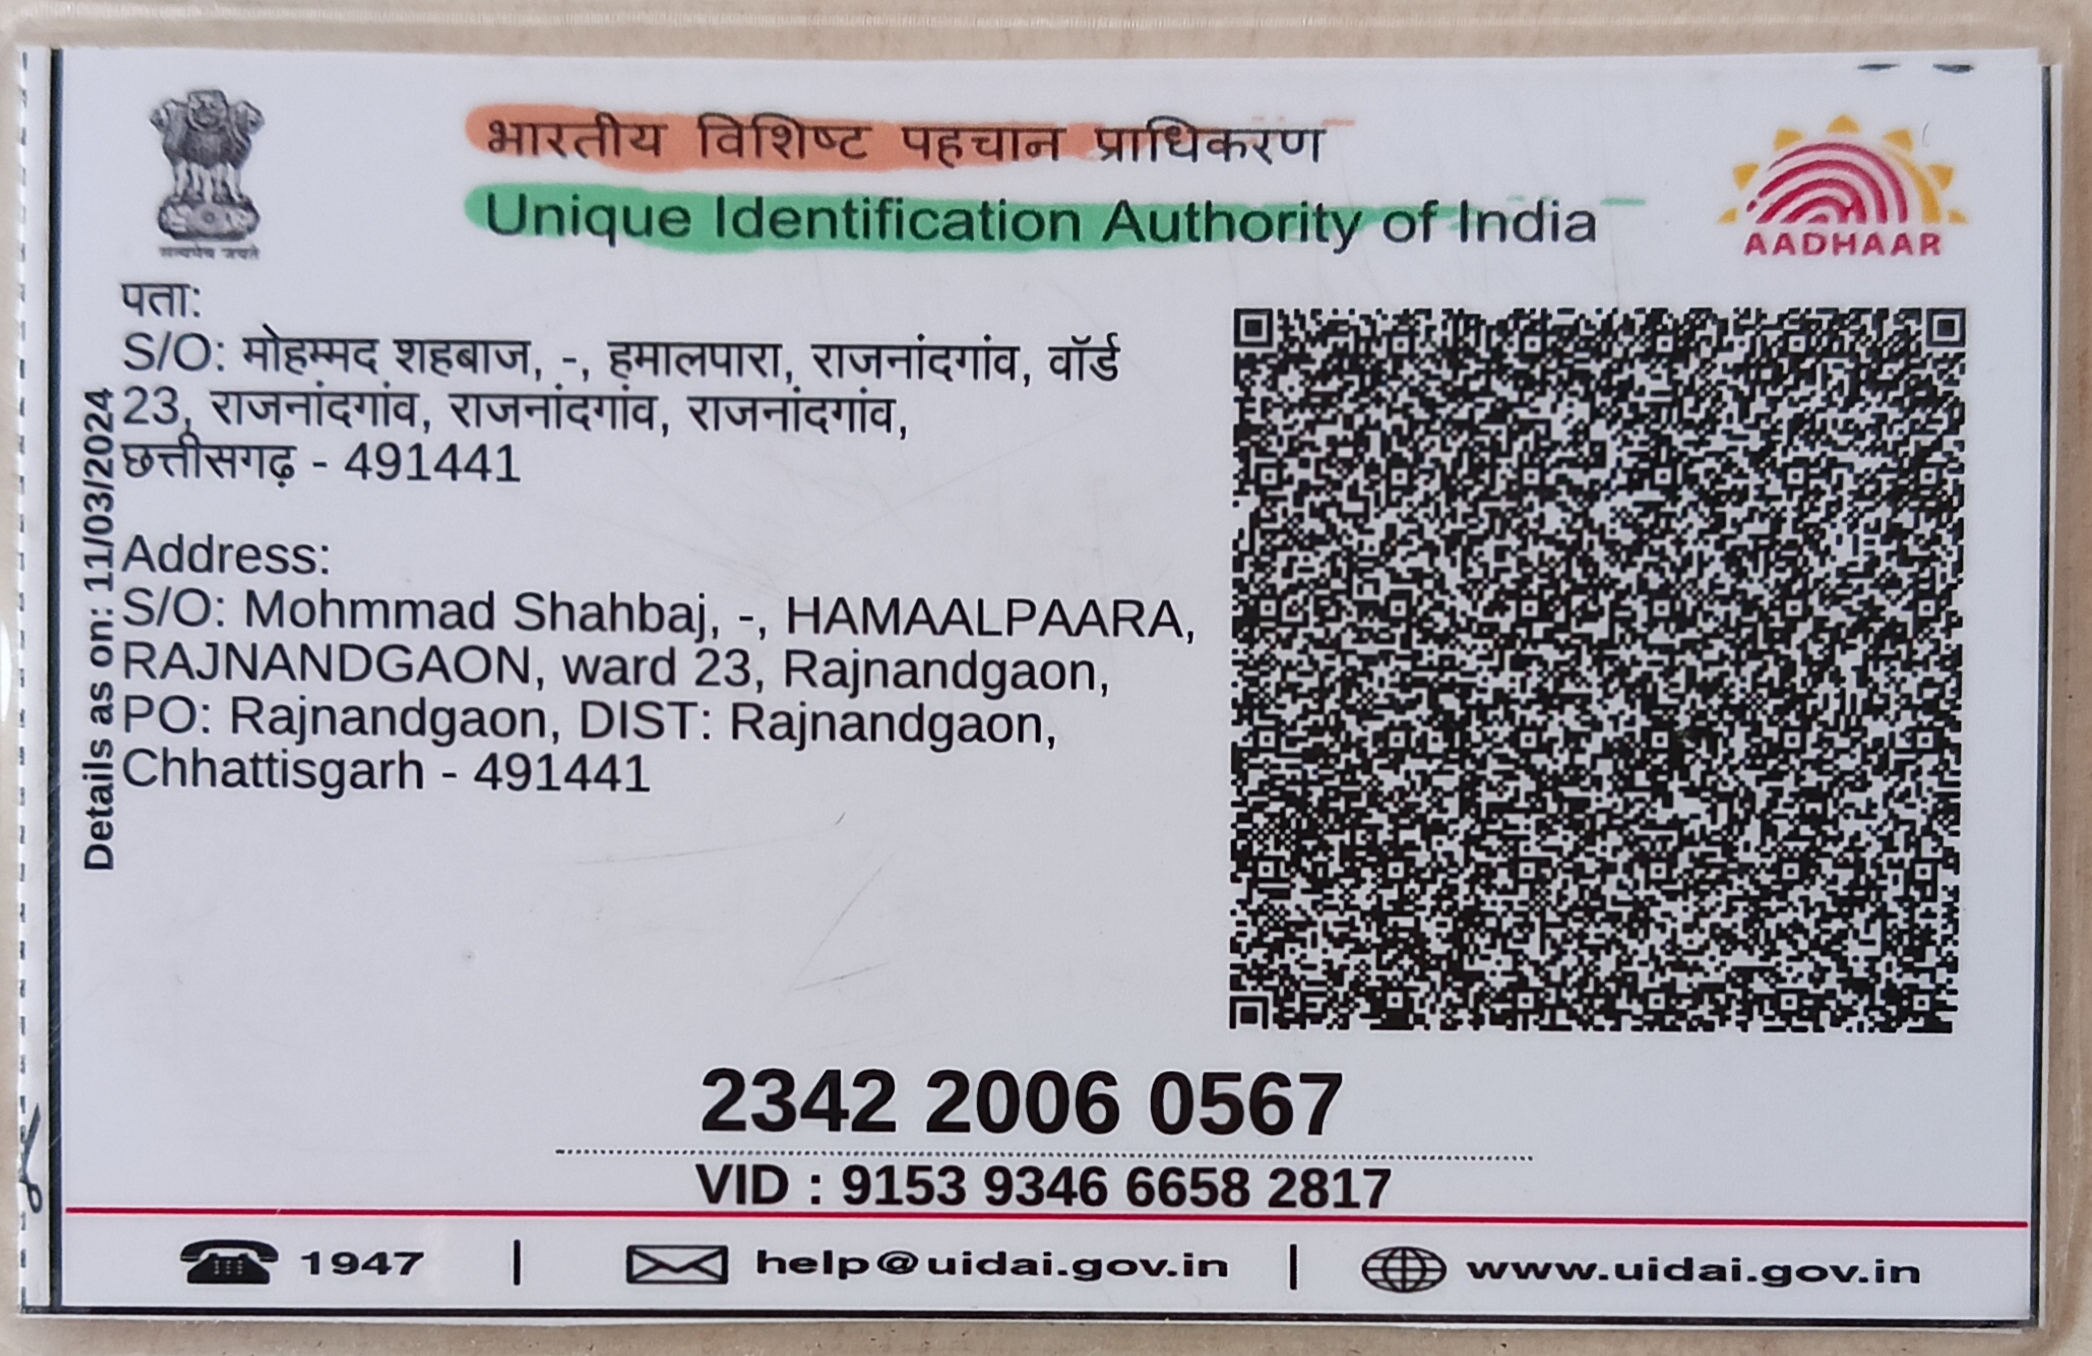 भारतीय विशिष्ट पहचान प्राधिकरण
Unique Identification Authority of India
सत्यमेव जयते
AADHAAR
पता:
S/O: मोहम्मद शहबाज, -, हमालपारा, राजनांदगांव, वॉर्ड
23, राजनांदगांव, राजनांदगांव, राजनांदगांव,
छत्तीसगढ़ - 491441
Details as on: 11/03/2024
Address:
S/O: Mohmmad Shahbaj, -, HAMAALPAARA,
RAJNANDGAON, ward 23, Rajnandgaon,
PO: Rajnandgaon, DIST: Rajnandgaon,
Chhattisgarh - 491441
2342 2006 0567
VID : 9153 9346 6658 2817
1947 | help@uidai.gov.in | www.uidai.gov.in